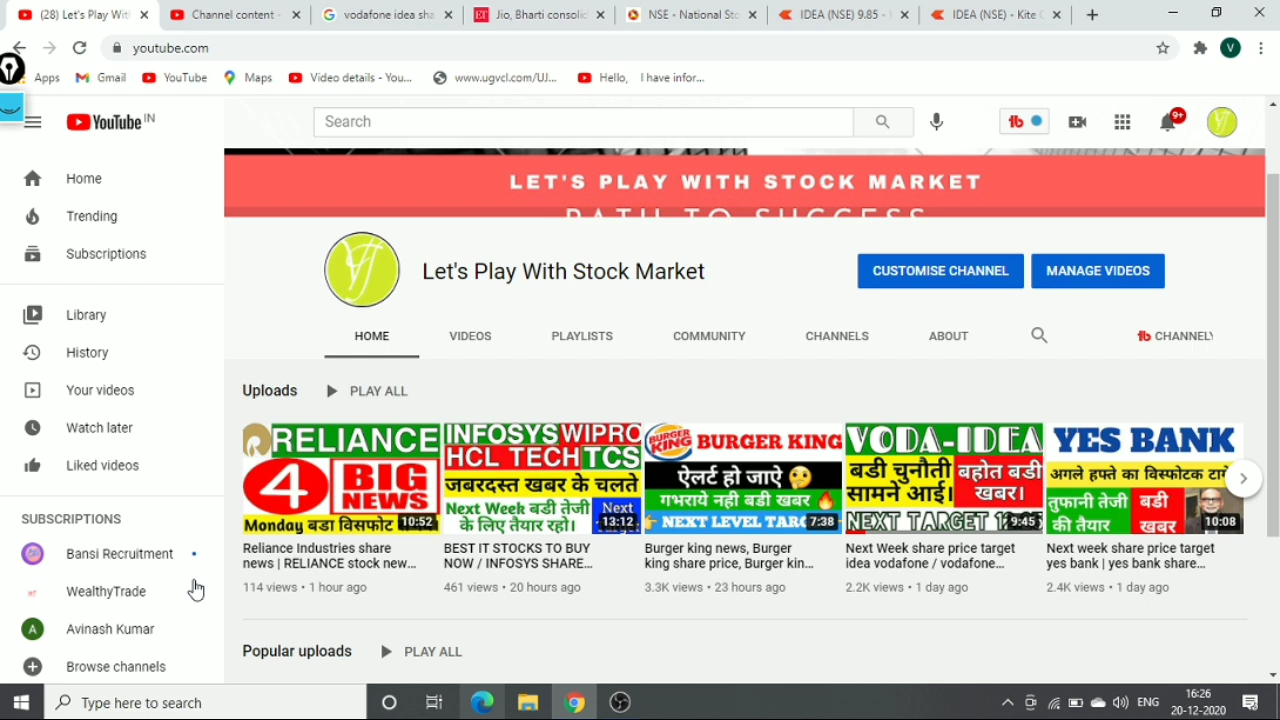 (28) Let's Play Wit
Channel content -
vodafone idea sha
Jio, Bharti consolic
NSE - National Sto
IDEA (NSE) 9.85 -
IDEA (NSE) - Kite C
youtube.com
Apps
Gmail
YouTube
Maps
Video details - You...
www.ugvcl.com/UJ...
Hello, I have infor...
YouTube IN
Search
9+
Home
Trending
Subscriptions
Library
History
Your videos
Watch later
Liked videos
SUBSCRIPTIONS
Bansi Recruitment
WealthyTrade
Avinash Kumar
Browse channels
LET'S PLAY WITH STOCK MARKET
PATH TO SUCCESS
Let's Play With Stock Market
CUSTOMISE CHANNEL
MANAGE VIDEOS
HOME
VIDEOS
PLAYLISTS
COMMUNITY
CHANNELS
ABOUT
CHANNELY
Uploads
PLAY ALL
RELIANCE
4 BIG
NEWS
Monday बडा विसफोट
10:52
Reliance Industries share
news | RELIANCE stock new...
114 views • 1 hour ago
INFOSYS WIPRO
HCL TECH TCS
जबरदस्त खबर के चलते
Next Week बडी तेजी
के लिए तैयार रहो।
Next
13:12
BEST IT STOCKS TO BUY
NOW / INFOSYS SHARE...
461 views • 20 hours ago
BURGER KING
BURGER KING
ऐलर्ट हो जाऐ
गभराये नही बडी खबर
NEXT LEVEL TARG
7:38
Burger king news, Burger
king share price, Burger kin...
3.3K views • 23 hours ago
VODA-IDEA
बडी चुनौती
सामने आई।
बहोत बडी
खबर।
NEXT TARGET
9:45
Next Week share price target
idea vodafone / vodafone...
2.2K views • 1 day ago
YES BANK
अगले हफ्ते का विस्फोटक टा
तुफानी तेजी
की तैयार
बडी
खबर
10:08
Next week share price target
yes bank | yes bank share...
2.4K views • 1 day ago
Popular uploads
PLAY ALL
Type here to search
ENG
16:26
20-12-2020